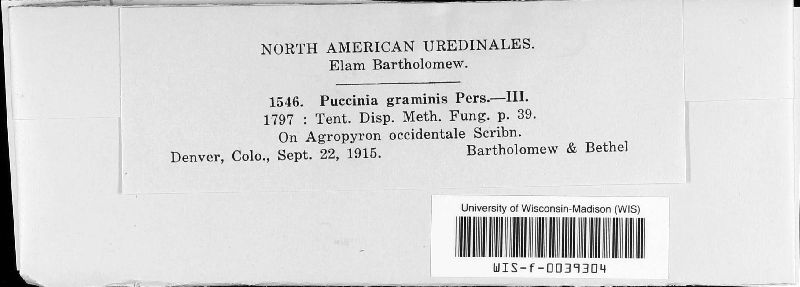 NORTH AMERICAN UREDINALES.
Elam Bartholomew.
1546. Puccinia graminis Pers.—III.
1797 : Tent. Disp. Meth. Fung. p. 39.
On Agropyron occidentale Scribn.
Denver, Colo., Sept. 22, 1915. Bartholomew & Bethel
University of Wisconsin-Madison (WIS)
WIS-f-0039304